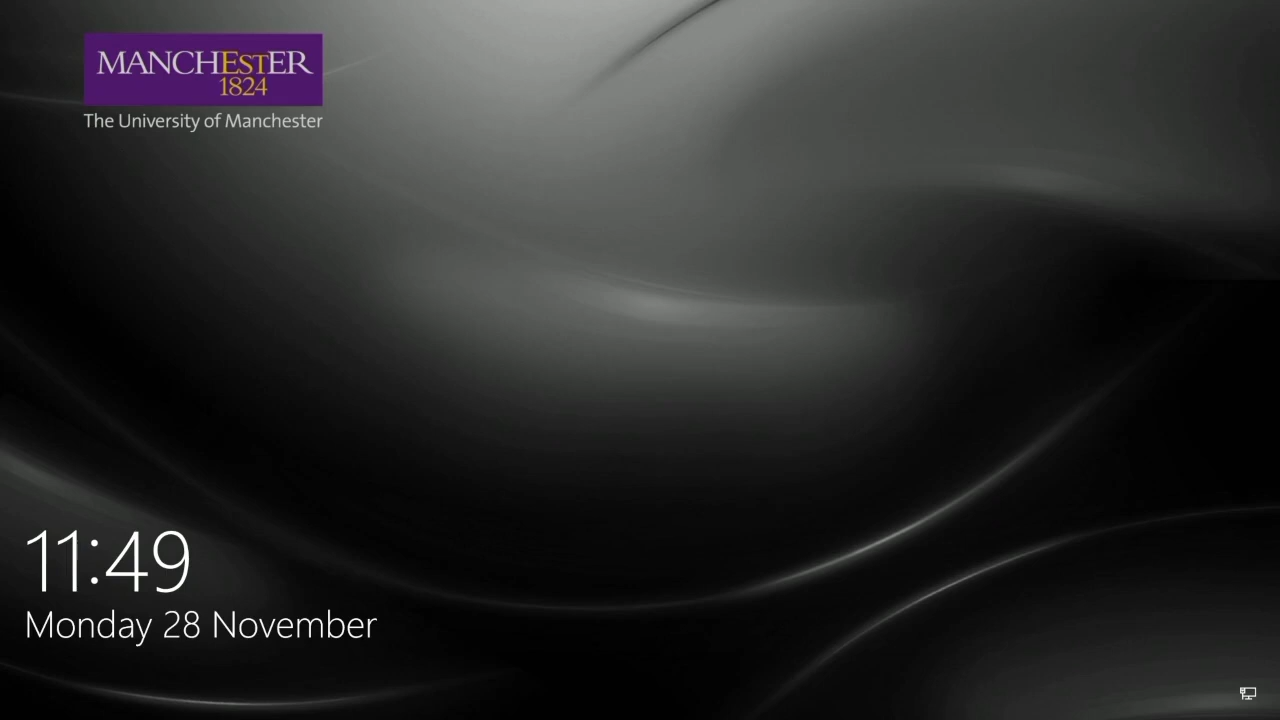 MANCHESTER
1824
The University of Manchester
11:49
Monday 28 November